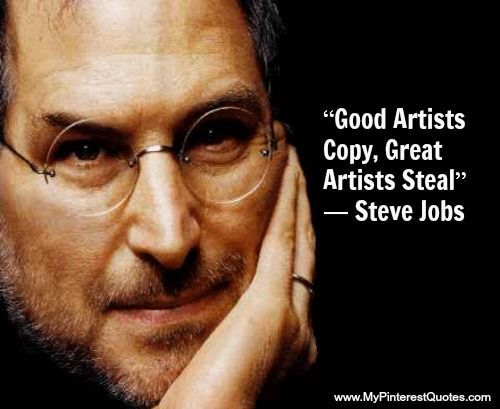 “Good Artists
Copy, Great
Artists Steal”
— Steve Jobs
www.MyPinterestQuotes.com